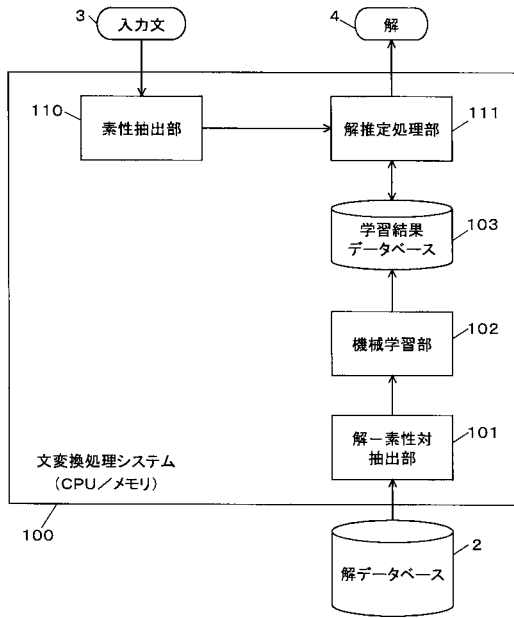 3
入力文
4
解
110
素性抽出部
解推定処理部
111
学習結果
データベース
103
機械学習部
102
解－素性対
抽出部
101
文変換処理システム
（CPU／メモリ）
100
解データベース
2